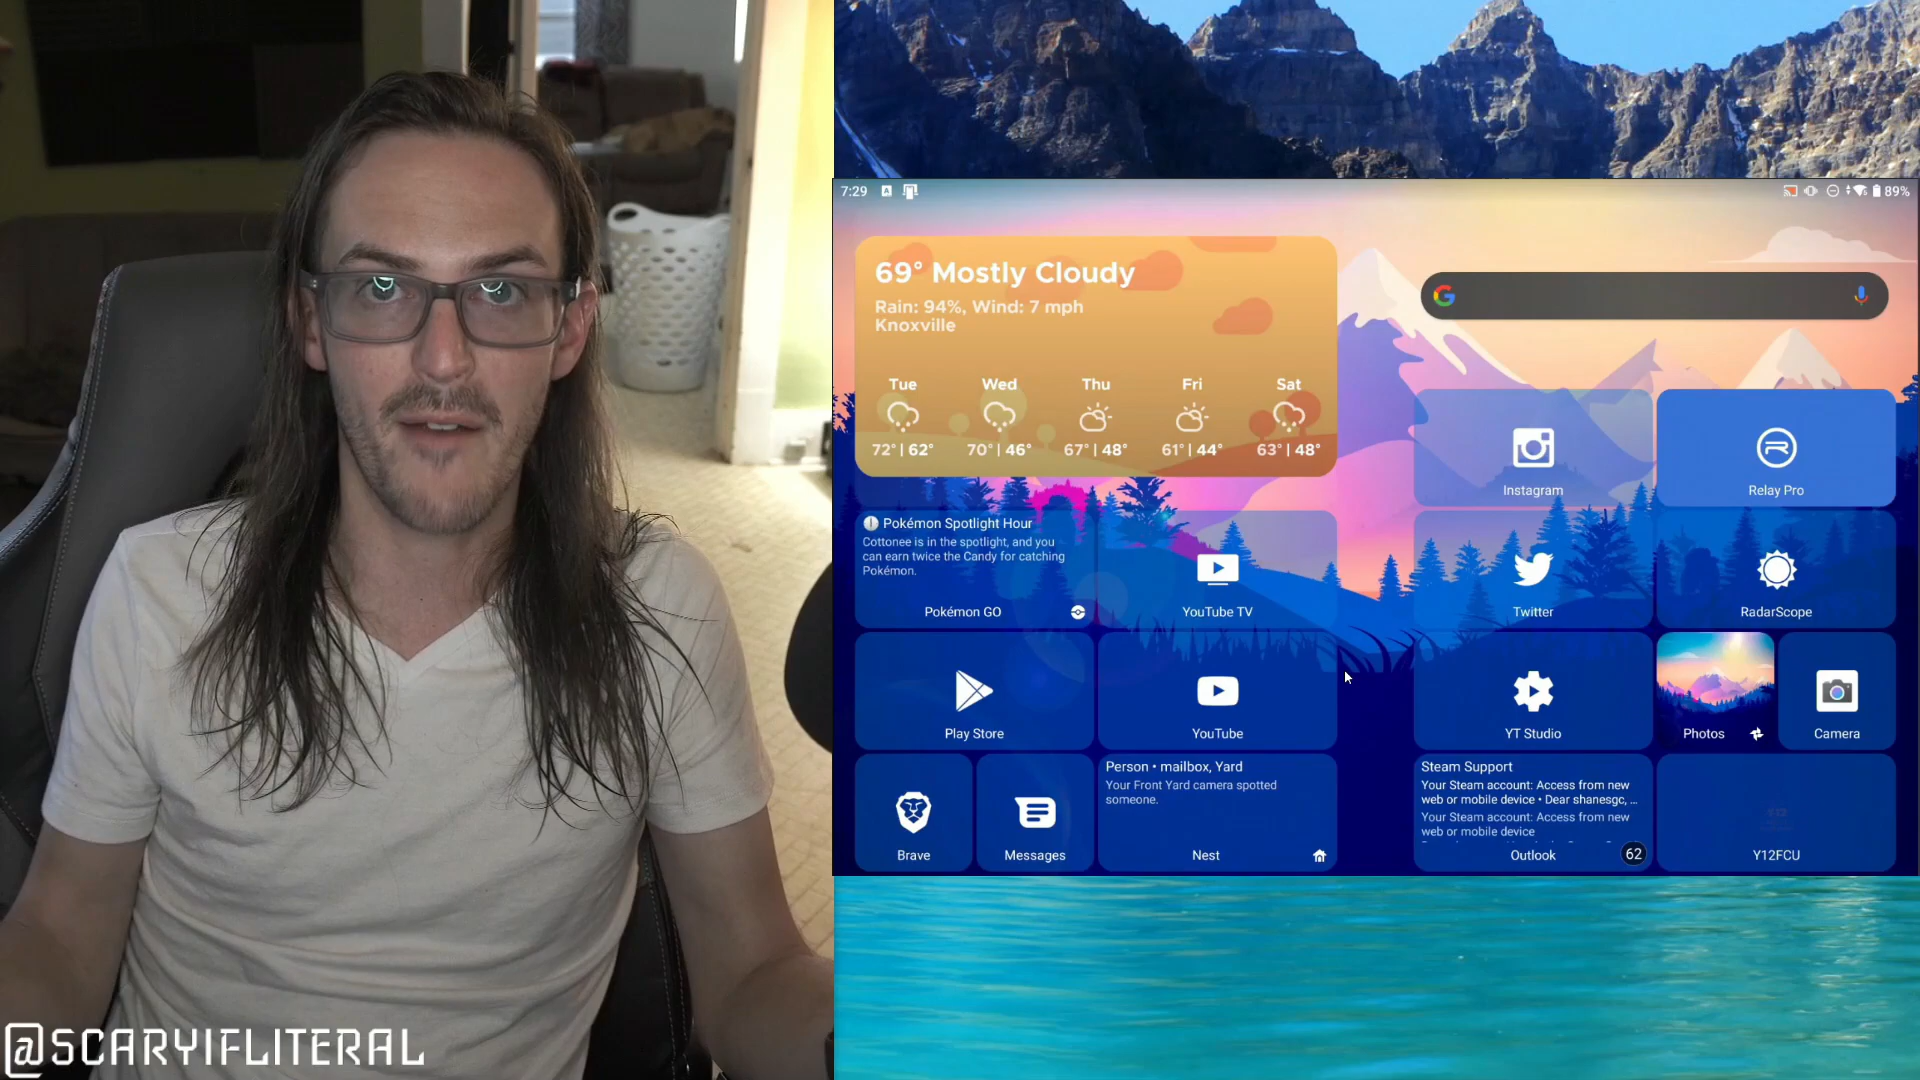 7:29
89%
69° Mostly Cloudy
Rain: 94%, Wind: 7 mph
Knoxville
Tue Wed Thu Fri Sat
72° | 62° 70° | 46° 67° | 48° 61° | 44° 63° | 48°
Instagram
Relay Pro
Pokémon Spotlight Hour
Cottonee is in the spotlight, and you
can earn twice the Candy for catching
Pokémon.
Pokémon GO
YouTube TV
Twitter
RadarScope
Play Store
YouTube
YT Studio
Photos
Camera
Brave
Messages
Person • mailbox, Yard
Your Front Yard camera spotted
someone.
Nest
Steam Support
Your Steam account: Access from new
web or mobile device • Dear shanesgc, ...
Your Steam account: Access from new
web or mobile device
Outlook
62
Y12
Y12FCU
@SCARYIFLITERAL